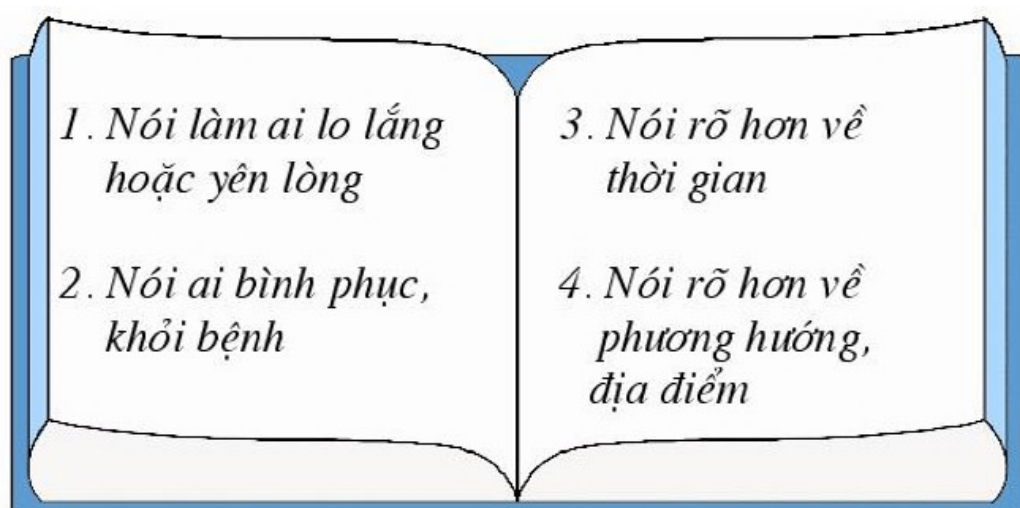 1. Nói làm ai lo lắng
hoặc yên lòng
2. Nói ai bình phục,
khỏi bệnh
3. Nói rõ hơn về
thời gian
4. Nói rõ hơn về
phương hướng,
địa điểm